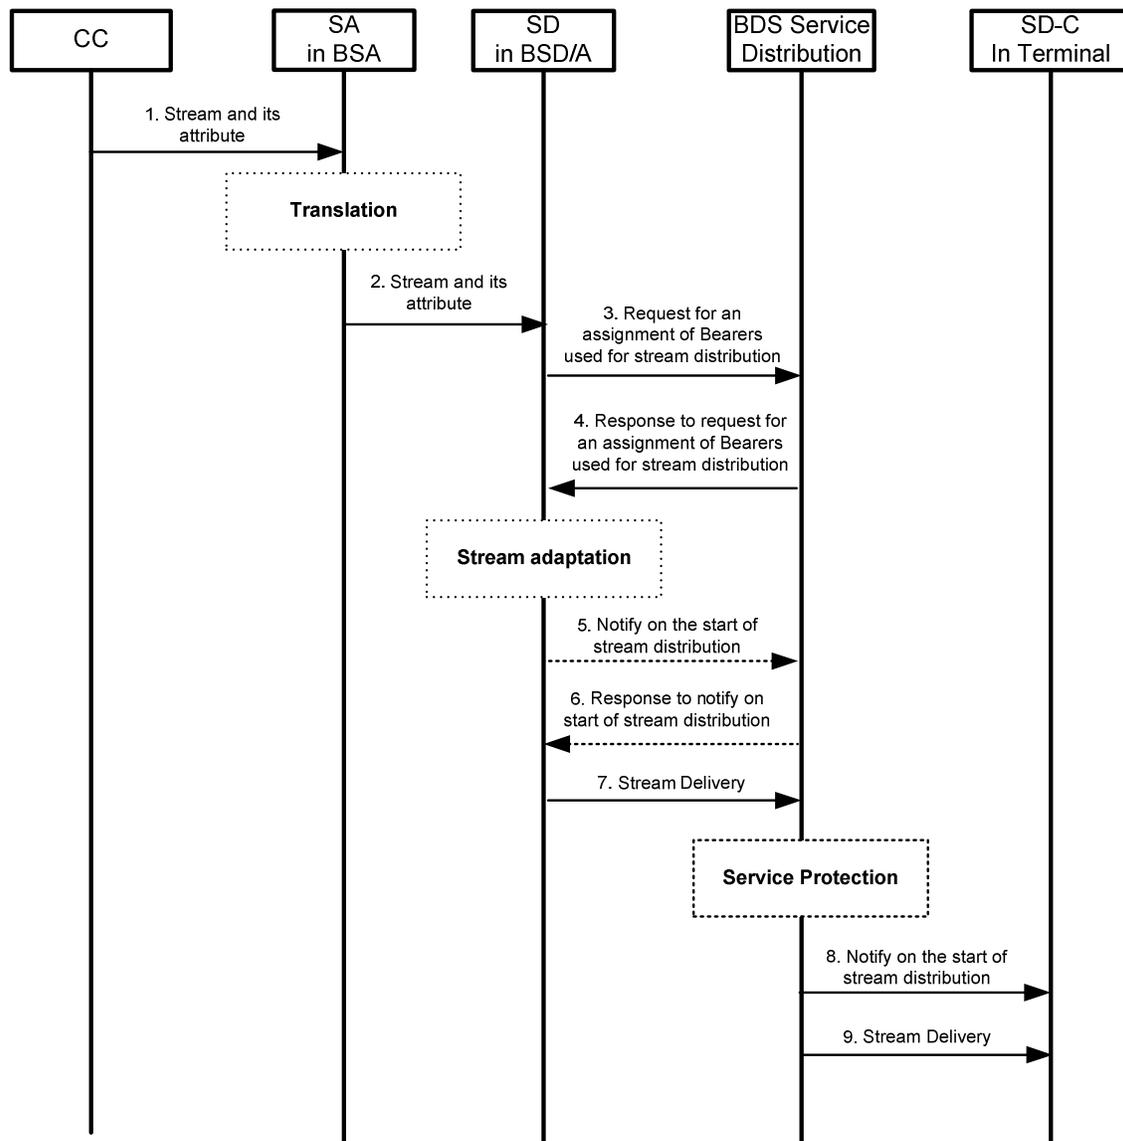 CC
SA
in BSA
SD
in BSD/A
BDS Service
Distribution
SD-C
In Terminal
1. Stream and its
attribute
Translation
2. Stream and its
attribute
3. Request for an
assignment of Bearers
used for stream distribution
4. Response to request for
an assignment of Bearers
used for stream distribution
Stream adaptation
5. Notify on the start of
stream distribution
6. Response to notify on
start of stream distribution
7. Stream Delivery
Service Protection
8. Notify on the start of
stream distribution
9. Stream Delivery